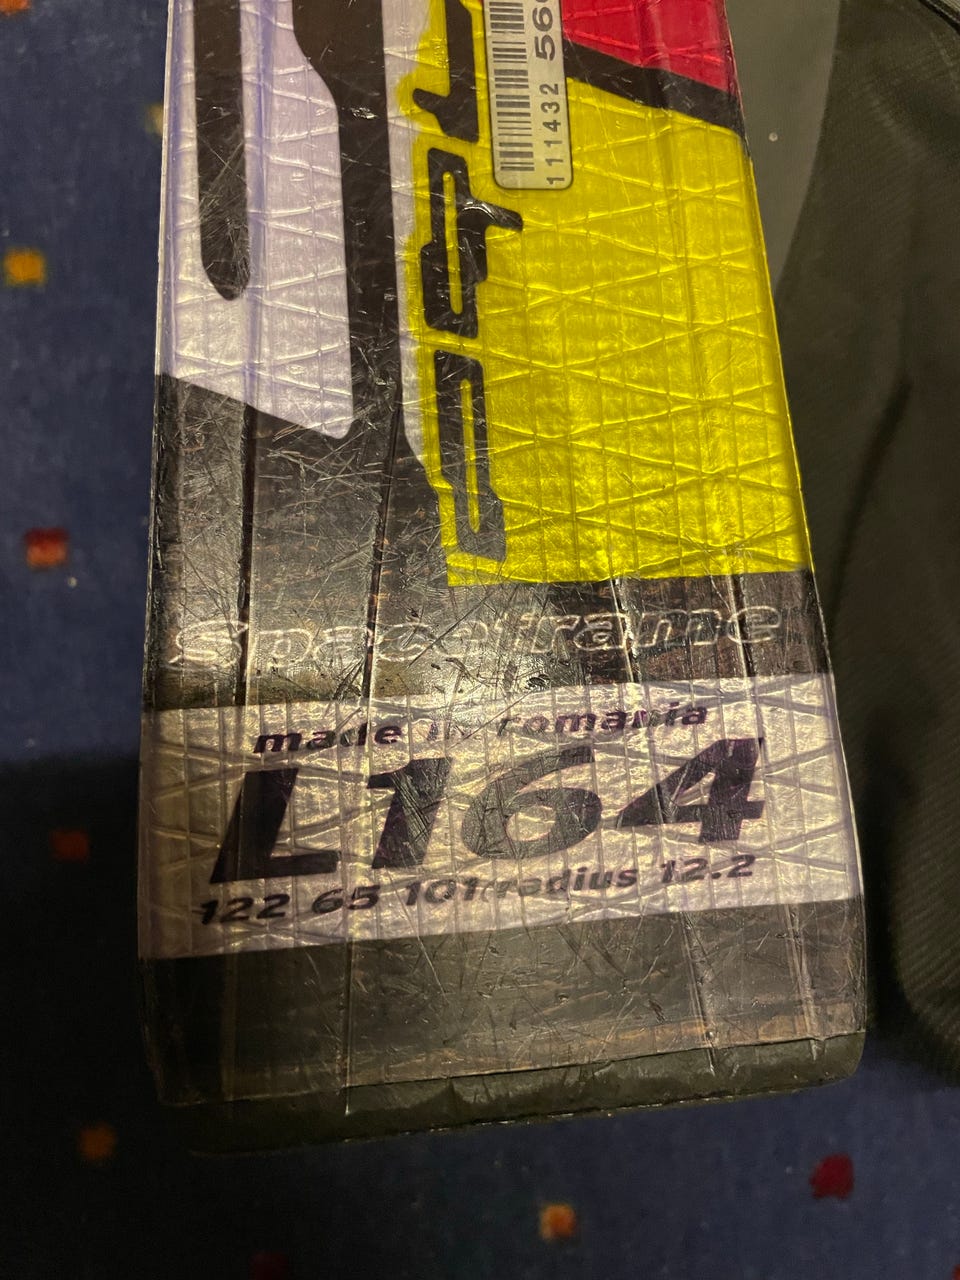 111432 56
Spaceframe
made in romania
L164
122 65 101 radius 12.2